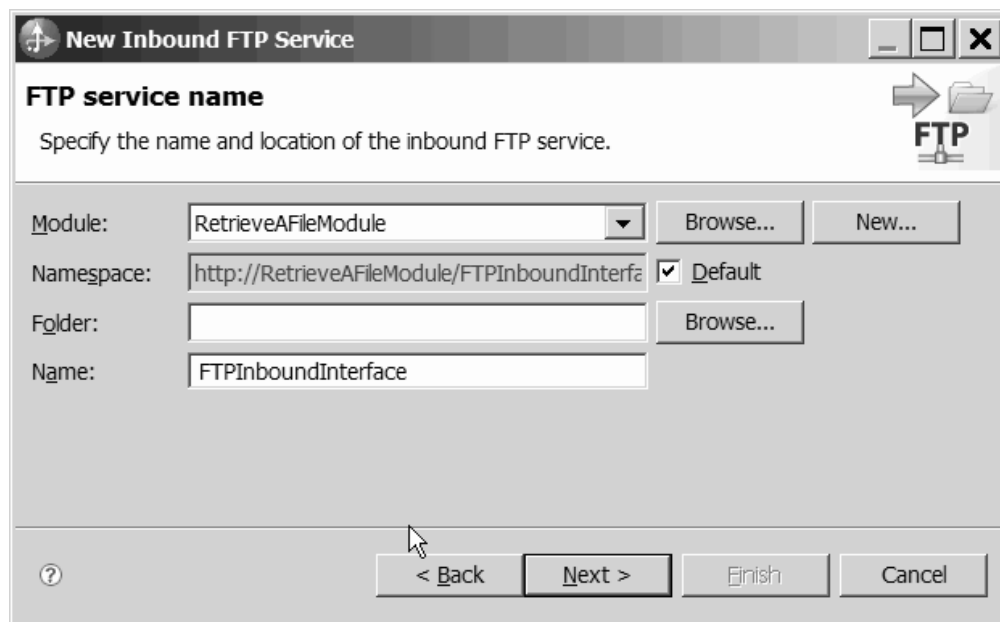 New Inbound FTP Service
FTP service name
Specify the name and location of the inbound FTP service.
FTP
Module: RetrieveAFileModule Browse... New...
Namespace: http://RetrieveAFileModule/FTPInboundInterfa Default
Folder: Browse...
Name: FTPInboundInterface
? < Back Next > Finish Cancel